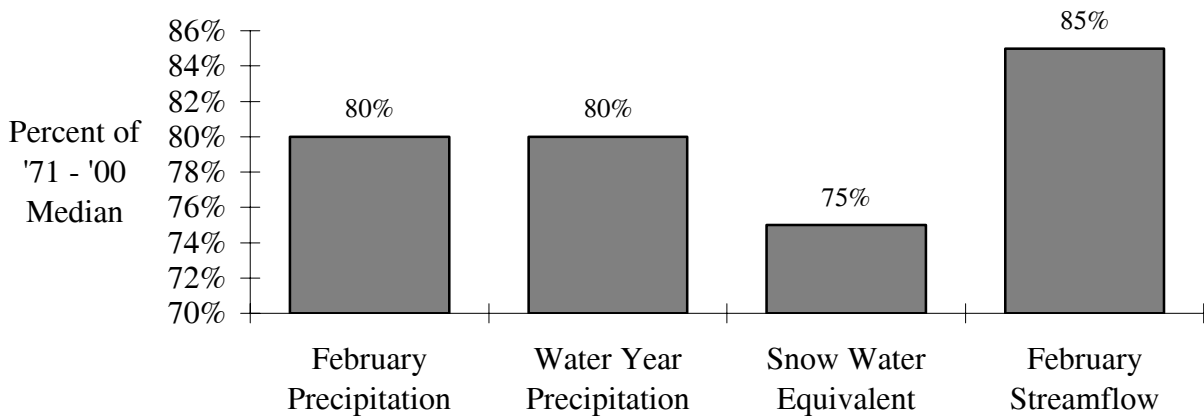 86%
84%
82%
80%
78%
76%
74%
72%
70%
Percent of
'71 - '00
Median
80%
80%
75%
85%
February
Precipitation
Water Year
Precipitation
Snow Water
Equivalent
February
Streamflow